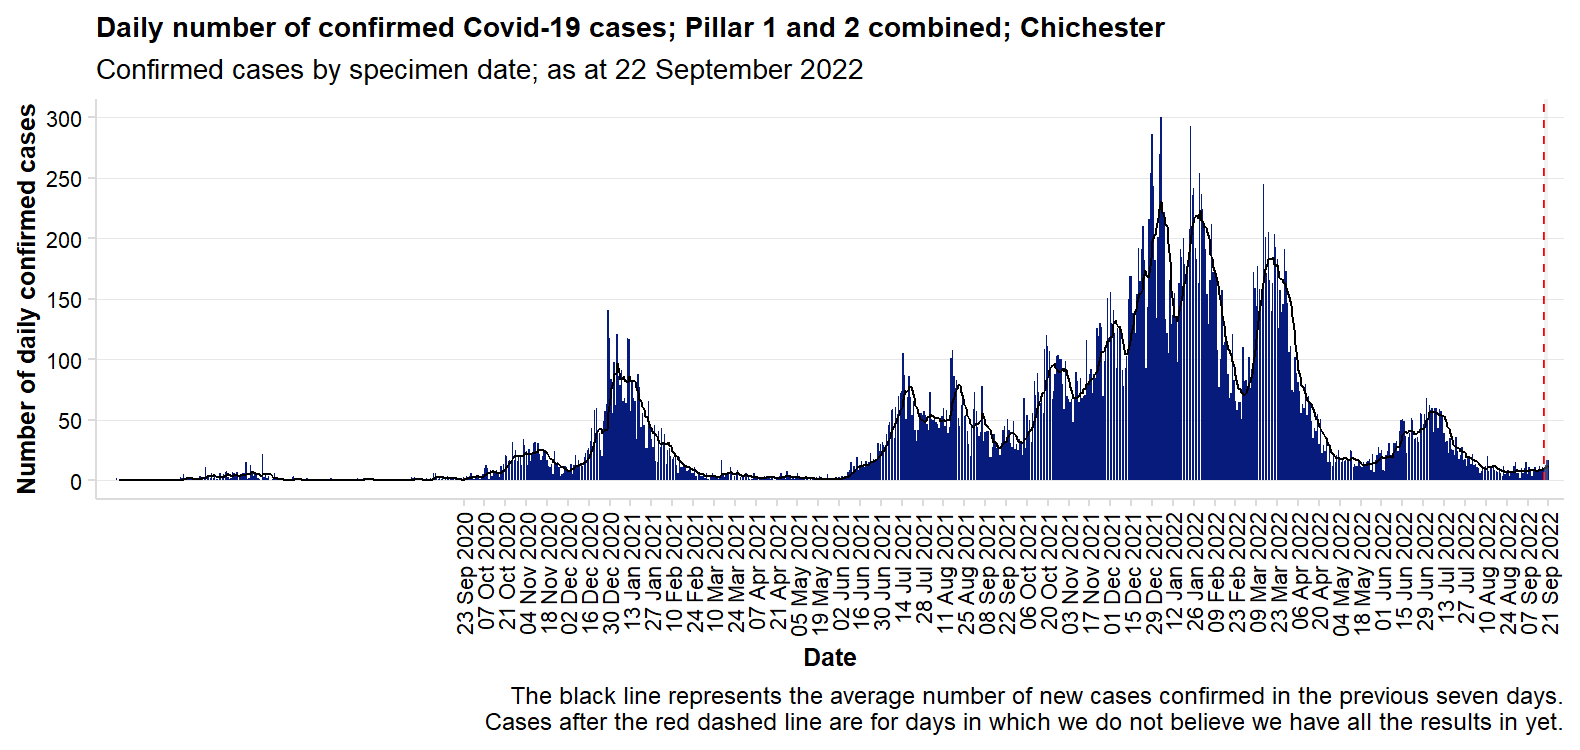 Daily number of confirmed Covid-19 cases; Pillar 1 and 2 combined; Chichester
Confirmed cases by specimen date; as at 22 September 2022
Number of daily confirmed cases
300
250
200
150
100
50
0
23 Sep 2020
07 Oct 2020
21 Oct 2020
04 Nov 2020
18 Nov 2020
02 Dec 2020
16 Dec 2020
30 Dec 2020
13 Jan 2021
27 Jan 2021
10 Feb 2021
24 Feb 2021
10 Mar 2021
24 Mar 2021
07 Apr 2021
21 Apr 2021
05 May 2021
19 May 2021
02 Jun 2021
16 Jun 2021
30 Jun 2021
14 Jul 2021
28 Jul 2021
11 Aug 2021
25 Aug 2021
08 Sep 2021
22 Sep 2021
06 Oct 2021
20 Oct 2021
03 Nov 2021
17 Nov 2021
01 Dec 2021
15 Dec 2021
29 Dec 2021
12 Jan 2022
26 Jan 2022
09 Feb 2022
23 Feb 2022
09 Mar 2022
23 Mar 2022
06 Apr 2022
20 Apr 2022
04 May 2022
18 May 2022
01 Jun 2022
15 Jun 2022
29 Jun 2022
13 Jul 2022
27 Jul 2022
10 Aug 2022
24 Aug 2022
07 Sep 2022
21 Sep 2022
Date
The black line represents the average number of new cases confirmed in the previous seven days.
Cases after the red dashed line are for days in which we do not believe we have all the results in yet.